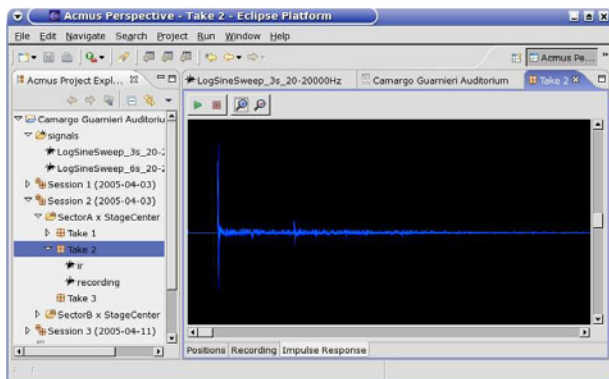 Acmus Perspective - Take 2 - Eclipse Platform
File Edit Navigate Search Project Run Window Help
Acmus Pe...
Acmus Project Expl...
LogSineSweep_3s_20-20000Hz
Camargo Guarnieri Auditorium
Take 2
Camargo Guarnieri Auditoriu
signals
LogSineSweep_3s_20-2
LogSineSweep_6s_20-2
Session 1 (2005-04-03)
Session 2 (2005-04-03)
SectorA x StageCenter
Take 1
Take 2
ir
recording
Take 3
SectorB x StageCenter
Session 3 (2005-04-11)
Positions Recording Impulse Response